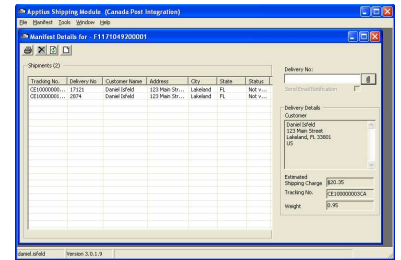 Apptius Shipping Module (Canada Post Intgration)
File Manifest Tools Window Help
Manifest Details for - F1171049200001
Shipments (2)
Tracking No. Delivery No Customer Name Address City State Status
CE10000000... 17121 Daniel Isfeld 123 Main Str... Lakeland FL Not v...
CE10000001... 2074 Daniel Isfeld 123 Main Str... Lakeland FL Not v...
Delivery No:
Send Email Notification
Delivery Details
Customer
Daniel Isfeld
123 Main Street
Lakeland, FL 33801
US
Estimated
Shipping Charge $20.35
Tracking No. CE100000003CA
Weight 0.95
daniel.isfeld Version 3.0.1.9